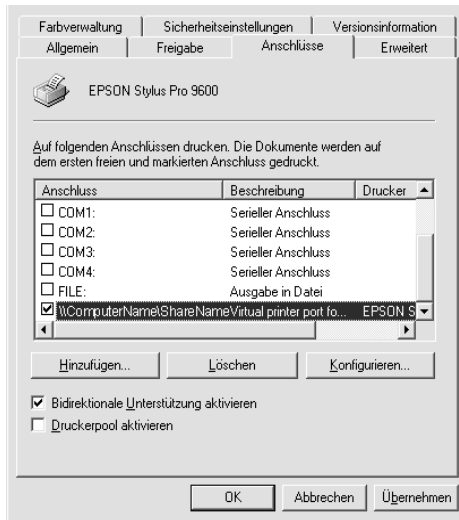 Farbverwaltung Sicherheitseinstellungen Versionsinformation
Allgemein Freigabe Anschlüsse Erweitert
EPSON Stylus Pro 9600
Auf folgenden Anschlüssen drucken. Die Dokumente werden auf
dem ersten freien und markierten Anschluss gedruckt.
Anschluss Beschreibung Drucker
COM1: Serieller Anschluss
COM2: Serieller Anschluss
COM3: Serieller Anschluss
COM4: Serieller Anschluss
FILE: Ausgabe in Datei
\\ComputerName\ShareName Virtual printer port fo... EPSON S
Hinzufügen... Löschen Konfigurieren...
Bidirektionale Unterstützung aktivieren
Druckerpool aktivieren
OK Abbrechen Übernehmen